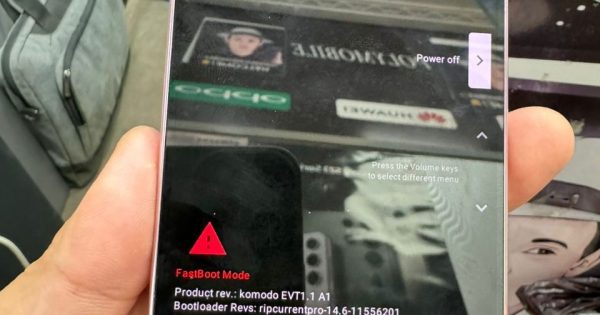 POLYMOBILE
Power off
oppo
HUAWEI
Press the Volume keys
to select different menu
FastBoot Mode
Product rev.: komodo EVT1.1 A1
Bootloader Revs: ripcurrentpro-14.6-11556201